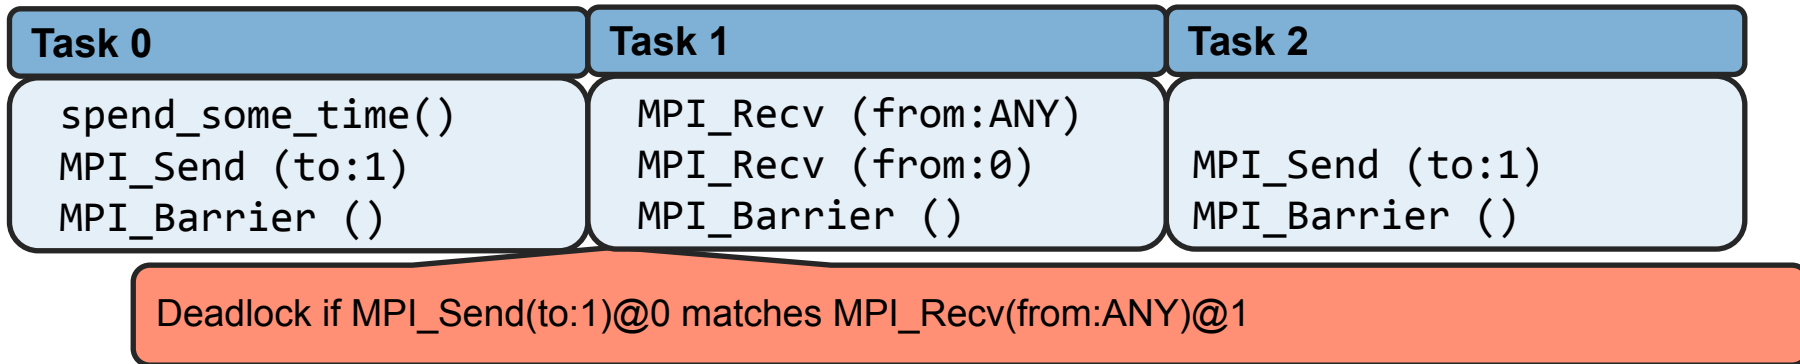 Task 0
spend_some_time()
MPI_Send (to:1)
MPI_Barrier ()
Task 1
MPI_Recv (from:ANY)
MPI_Recv (from:0)
MPI_Barrier ()
Task 2
MPI_Send (to:1)
MPI_Barrier ()
Deadlock if MPI_Send(to:1)@0 matches MPI_Recv(from:ANY)@1